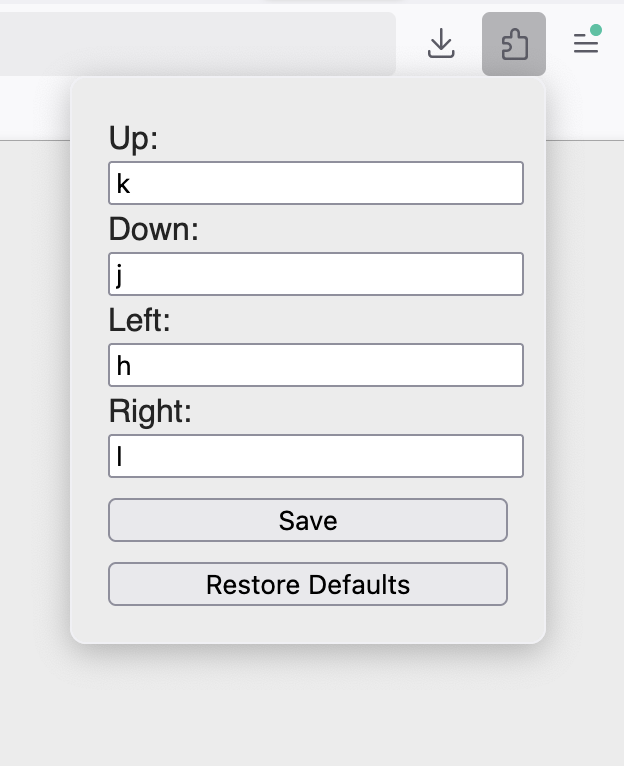 Up:
k
Down:
j
Left:
h
Right:
l
Save
Restore Defaults